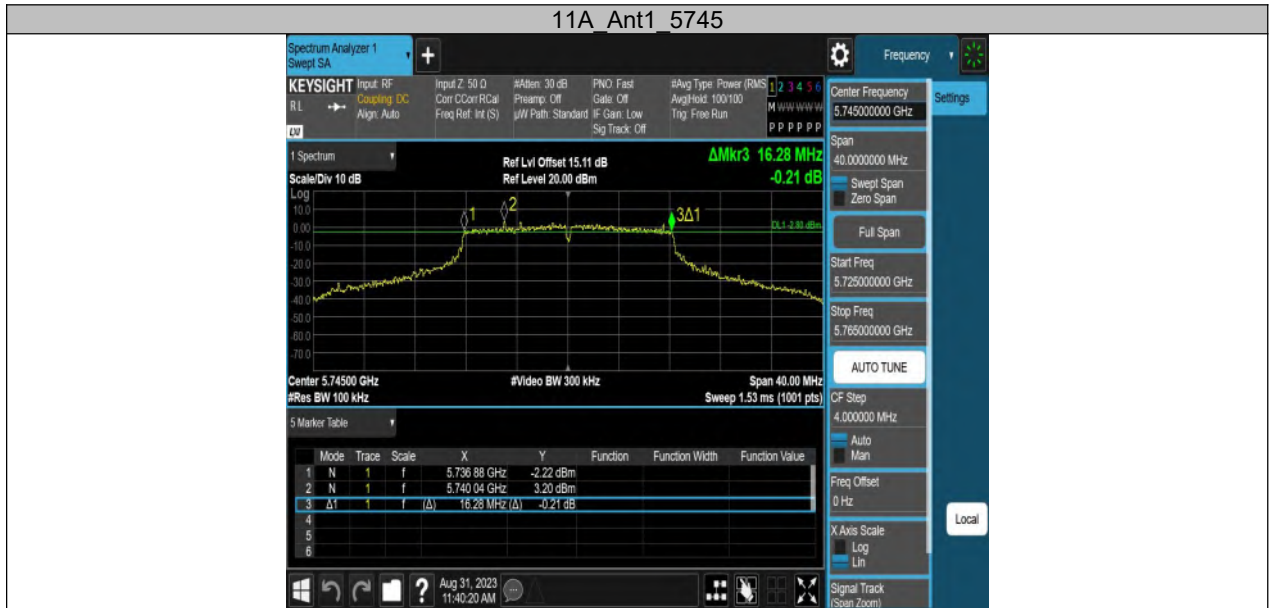 11A_Ant1_5745
Spectrum Analyzer 1
Swept SA
+
Frequency
KEYSIGHT
Input: RF
Coupling: DC
Align: Auto
R L
LXI
Input Z: 50 Ω
Corr CCorr RCal
Freq Ref: Int (S)
#Atten: 30 dB
Preamp: Off
µW Path: Standard
PNO: Fast
Gate: Off
IF Gain: Low
Sig Track: Off
#Avg Type: Power (RMS
Avg|Hold: 100/100
Trig: Free Run
1 2 3 4 5 6
M W W W W W
P P P P P P
1 Spectrum
Scale/Div 10 dB
Log
Ref Lvl Offset 15.11 dB
Ref Level 20.00 dBm
ΔMkr3 16.28 MHz
-0.21 dB
10.0
0.00
-10.0
-20.0
-30.0
-40.0
-50.0
-60.0
-70.0
1
2
3Δ1
DL1 -2.80 dBm
Center 5.74500 GHz
#Res BW 100 kHz
#Video BW 300 kHz
Span 40.00 MHz
Sweep 1.53 ms (1001 pts)
5 Marker Table
Mode Trace Scale X Y Function Function Width Function Value
1 N 1 f 5.736 88 GHz -2.22 dBm
2 N 1 f 5.740 04 GHz 3.20 dBm
3 Δ1 1 f (Δ) 16.28 MHz (Δ) -0.21 dB
4
5
6
?
Aug 31, 2023
11:40:20 AM
Center Frequency
5.745000000 GHz
Settings
Span
40.0000000 MHz
Swept Span
Zero Span
Full Span
Start Freq
5.725000000 GHz
Stop Freq
5.765000000 GHz
AUTO TUNE
CF Step
4.000000 MHz
Auto
Man
Freq Offset
0 Hz
X Axis Scale
Log
Lin
Local
Signal Track
(Span Zoom)